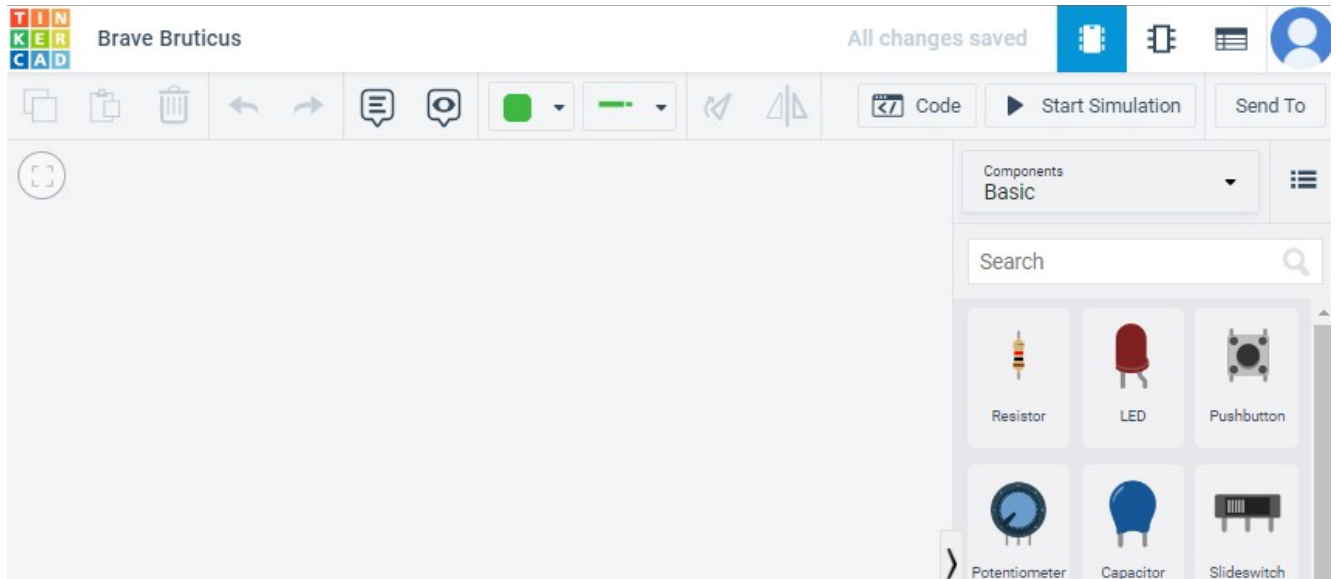 TIN
KER
CAD
Brave Bruticus
All changes saved
Code
Start Simulation
Send To
Components
Basic
Search
Resistor
LED
Pushbutton
Potentiometer
Capacitor
Slideswitch